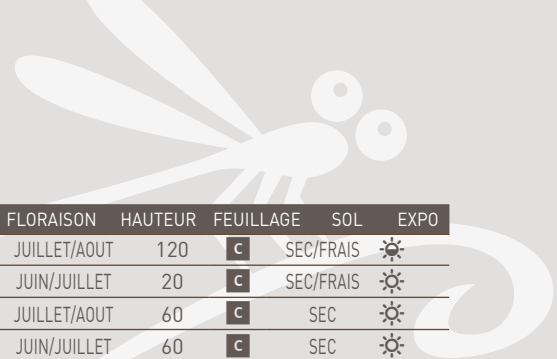 FLORAISON HAUTEUR FEUILLAGE SOL EXPO
JUILLET/AOUT 120 C SEC/FRAIS
JUIN/JUILLET 20 C SEC/FRAIS
JUILLET/AOUT 60 C SEC
JUIN/JUILLET 60 C SEC